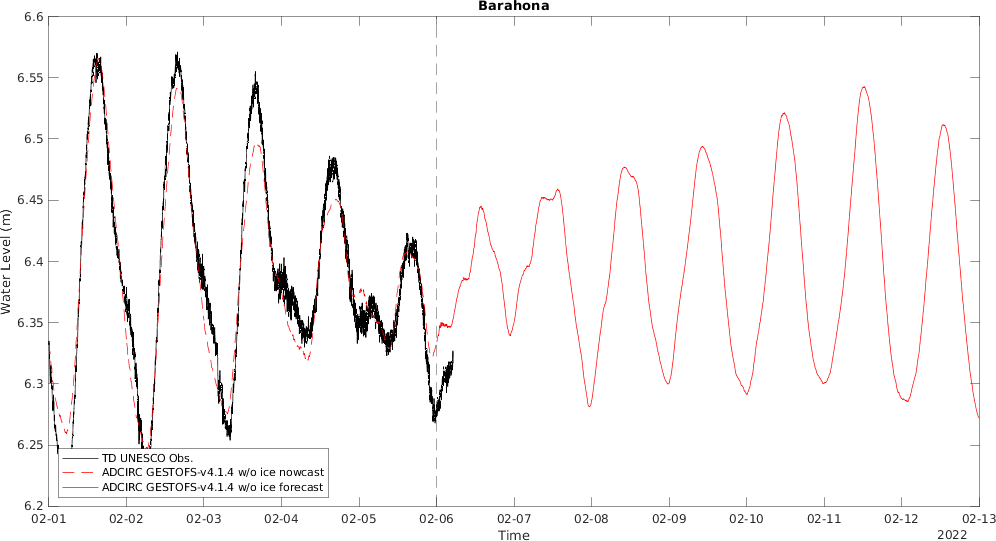 Barahona
6.6
6.55
6.5
6.45
6.4
6.35
6.3
6.25
6.2
Water Level (m)
TD UNESCO Obs.
ADCIRC GESTOFS-v4.1.4 w/o ice nowcast
ADCIRC GESTOFS-v4.1.4 w/o ice forecast
02-01 02-02 02-03 02-04 02-05 02-06 02-07 02-08 02-09 02-10 02-11 02-12 02-13
Time
2022